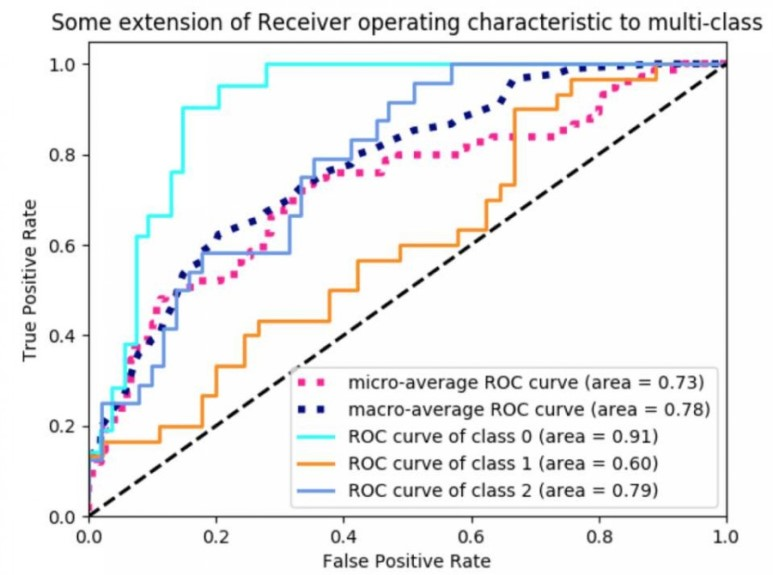 Some extension of Receiver operating characteristic to multi-class
1.0
0.8
0.6
0.4
0.2
0.0
True Positive Rate
micro-average ROC curve (area = 0.73)
macro-average ROC curve (area = 0.78)
ROC curve of class 0 (area = 0.91)
ROC curve of class 1 (area = 0.60)
ROC curve of class 2 (area = 0.79)
0.0 0.2 0.4 0.6 0.8 1.0
False Positive Rate